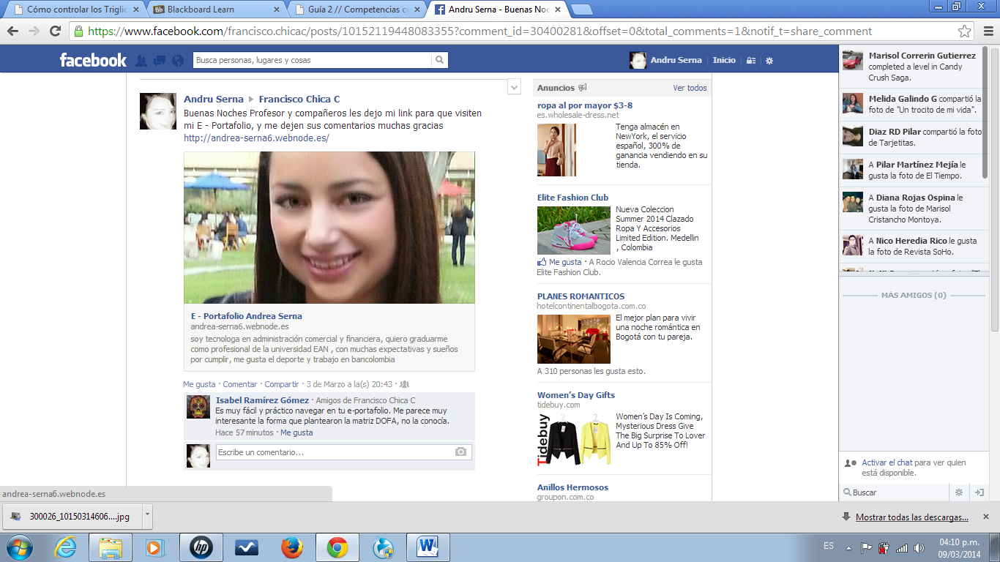 Cómo controlar los Triglic
Blackboard Learn
Guía 2 // Competencias c
Andru Serna - Buenas Noc
https://www.facebook.com/francisco.chicac/posts/10152119448083355?comment_id=30400281&offset=0&total_comments=1&notif_t=share_comment
facebook
Busca personas, lugares y cosas
Andru Serna
Inicio
Andru Serna ▶ Francisco Chica C
Buenas Noches Profesor y compañeros les dejo mi link para que visiten
mi E - Portafolio, y me dejen sus comentarios muchas gracias
http://andrea-serna6.webnode.es/
E - Portafolio Andrea Serna
andrea-serna6.webnode.es
soy tecnologa en administración comercial y financiera, quiero graduarme
como profesional de la universidad EAN , con muchas expectativas y sueños
por cumplir, me gusta el deporte y trabajo en bancolombia
Me gusta · Comentar · Compartir · 3 de Marzo a la(s) 20:43 ·
Isabel Ramírez Gómez · Amigos de Francisco Chica C
Es muy fácil y práctico navegar en tu e-portafolio. Me parece muy
interesante la forma que plantearon la matriz DOFA, no la conocía.
Hace 57 minutos · Me gusta
Escribe un comentario...
Anuncios
Ver todos
ropa al por mayor $3-8
es.wholesale-dress.net
Tenga almacén en
NewYork, el servicio
español, 300% de
ganancia vendiendo en su
tienda.
Elite Fashion Club
Nueva Coleccion
Summer 2014 Clazado
Ropa Y Accesorios
Limited Edition. Medellin
, Colombia
Me gusta · A Rocio Valencia Correa le gusta
Elite Fashion Club.
PLANES ROMANTICOS
hotelcontinentalbogota.com.co
El mejor plan para vivir
una noche romántica en
Bogotá con tu pareja.
A 310 personas les gusta esto.
Women's Day Gifts
tidebuy.com
Tidebuy
Women's Day Is Coming,
Mysterious Dress Give
The Big Surprise To Lover
And Up To 85% Off!
Anillos Hermosos
groupon.com.co
Marisol Correrin Gutierrez
completed a level in Candy
Crush Saga.
Melida Galindo G compartió la
foto de "Un trocito de mi vida".
Diaz RD Pilar compartió la foto
de Tarjetitas.
A Pilar Martínez Mejía le
gusta la foto de El Tiempo.
A Diana Rojas Ospina le
gusta la foto de Marisol
Cristancho Montoya.
A Nico Heredia Rico le gusta
la foto de Revista SoHo.
MÁS AMIGOS (0)
Activar el chat para ver quien
está disponible.
Buscar
andrea-serna6.webnode.es
300026_10150314606....jpg
Mostrar todas las descargas...
hp
W
ES
04:10 p.m.
09/03/2014